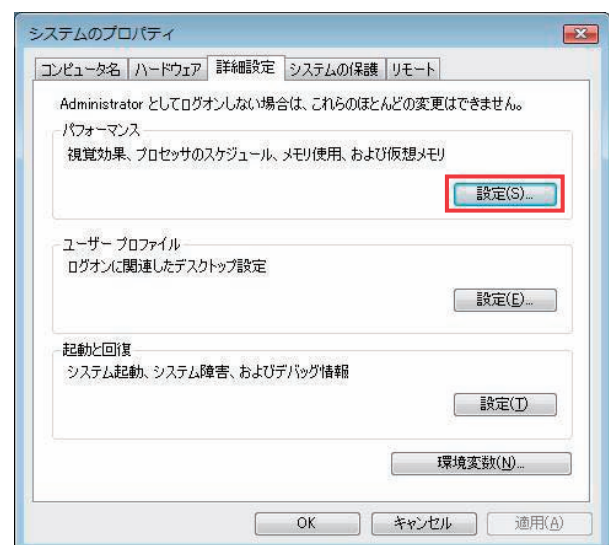 システムのプロパティ
コンピュータ名 ハードウェア 詳細設定 システムの保護 リモート
Administrator としてログオンしない場合は、これらのほとんどの変更はできません。
パフォーマンス
視覚効果、プロセッサのスケジュール、メモリ使用、および仮想メモリ
設定(S)...
ユーザー プロファイル
ログオンに関連したデスクトップ設定
設定(E)...
起動と回復
システム起動、システム障害、およびデバッグ情報
設定(T)
環境変数(N)...
OK キャンセル 適用(A)